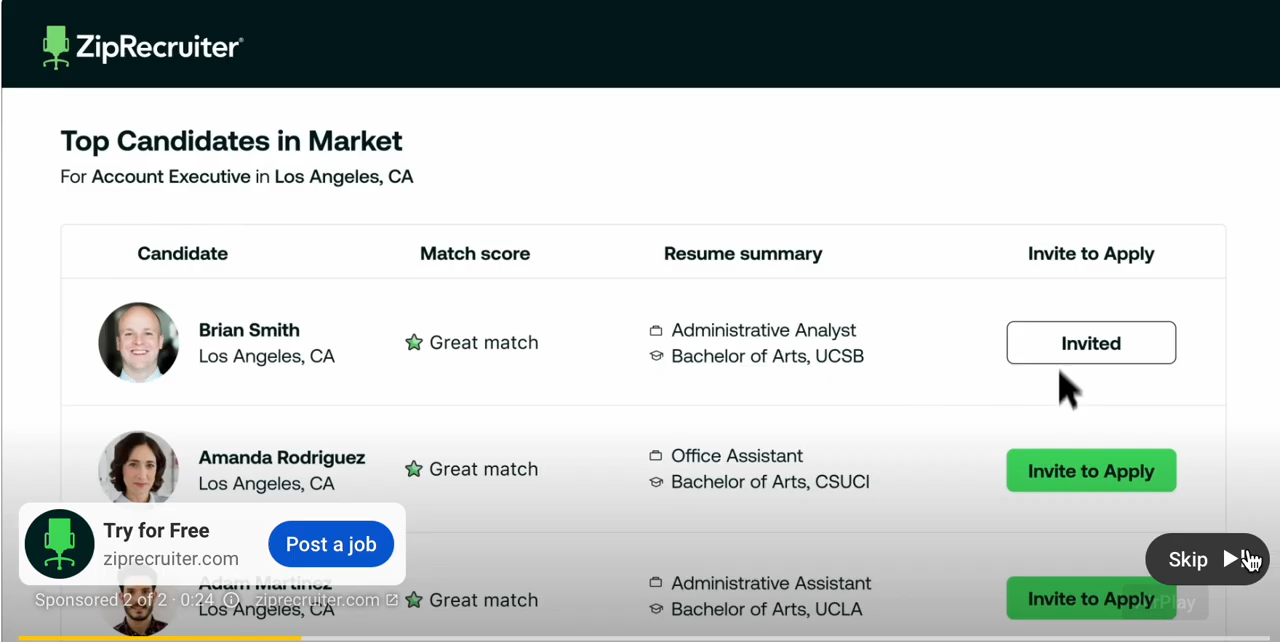 ZipRecruiter®
Top Candidates in Market
For Account Executive in Los Angeles, CA
Candidate Match score Resume summary Invite to Apply
Brian Smith
Los Angeles, CA
Great match
Administrative Analyst
Bachelor of Arts, UCSB
Invited
Amanda Rodriguez
Los Angeles, CA
Great match
Office Assistant
Bachelor of Arts, CSUCI
Invite to Apply
Try for Free
ziprecruiter.com
Post a job
Skip
Adam Martinez
Los Angeles, CA
Great match
Administrative Assistant
Bachelor of Arts, UCLA
Invite to Apply
Sponsored 2 of 2 · 0:24 ziprecruiter.com